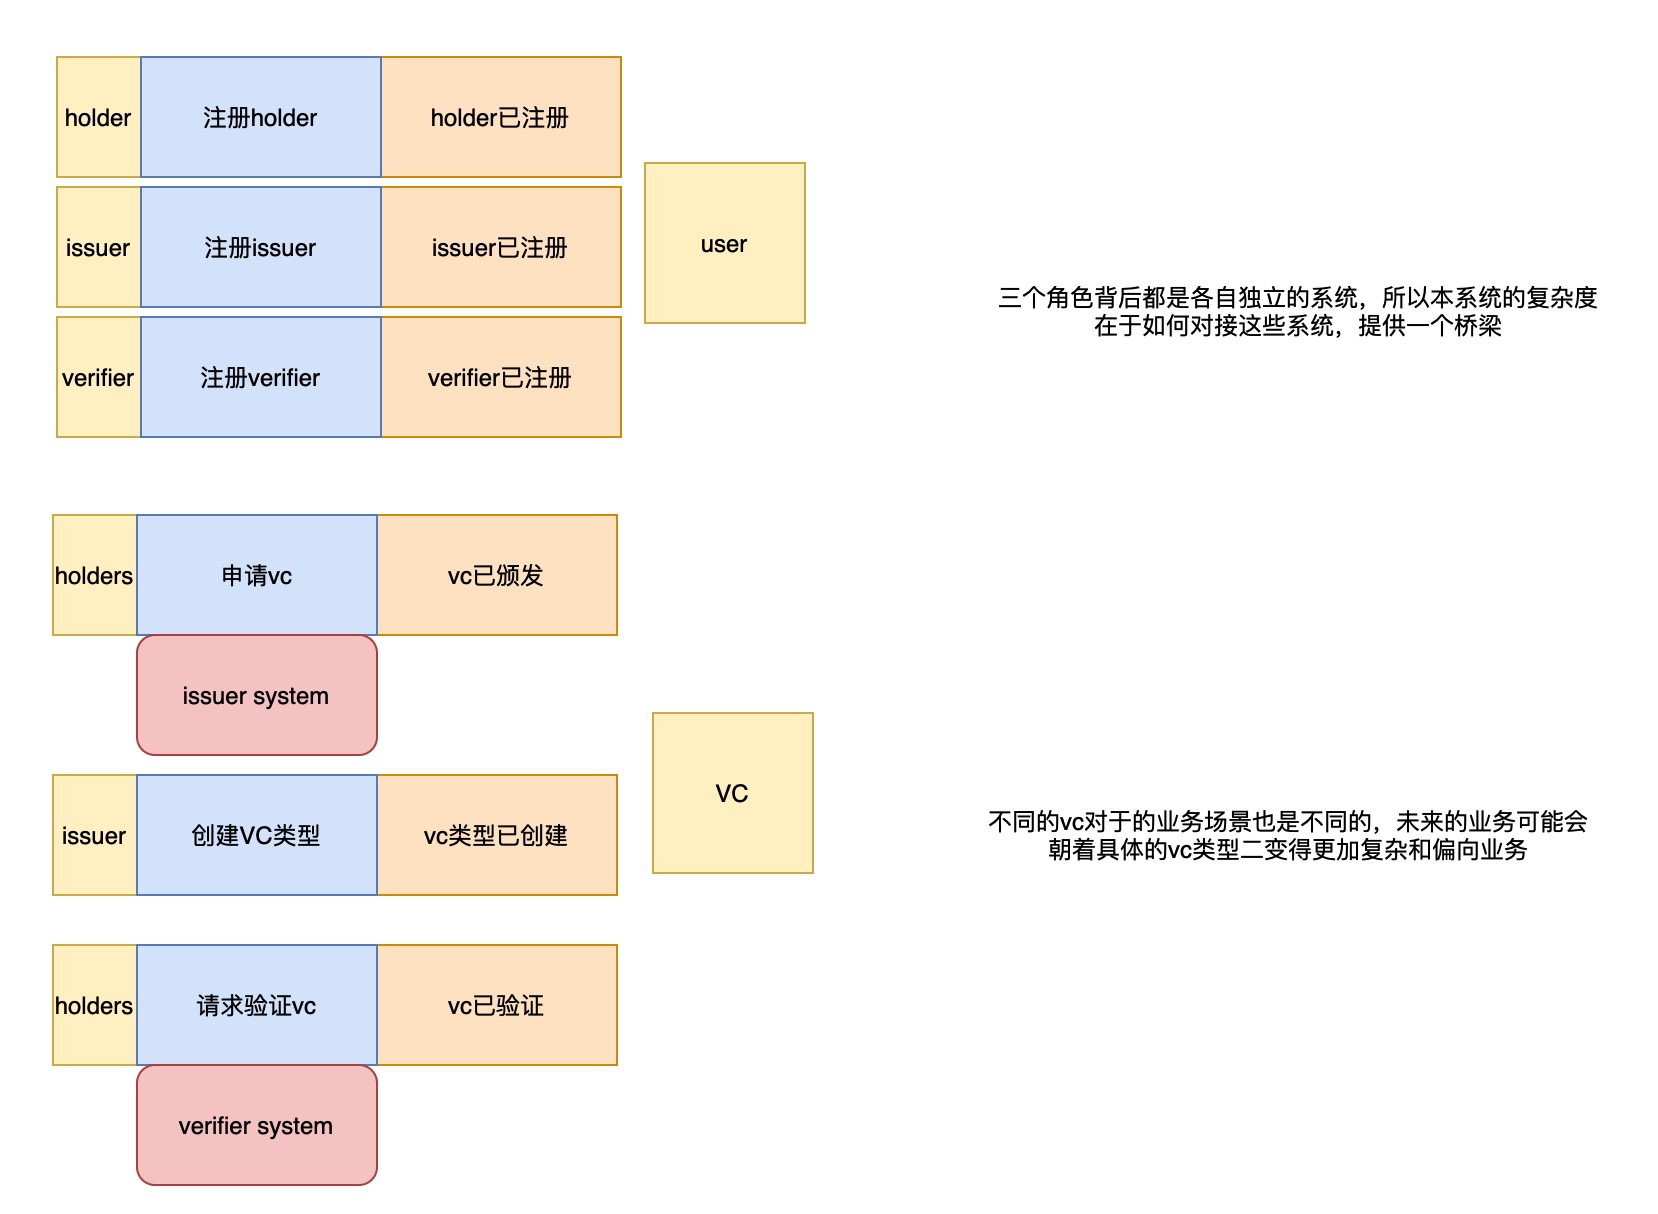 holder
注册holder
holder已注册
issuer
注册issuer
issuer已注册
verifier
注册verifier
verifier已注册
user
三个角色背后都是各自独立的系统，所以本系统的复杂度
在于如何对接这些系统，提供一个桥梁
holders
申请vc
vc已颁发
issuer system
issuer
创建VC类型
vc类型已创建
VC
不同的vc对于的业务场景也是不同的，未来的业务可能会
朝着具体的vc类型二变得更加复杂和偏向业务
holders
请求验证vc
vc已验证
verifier system